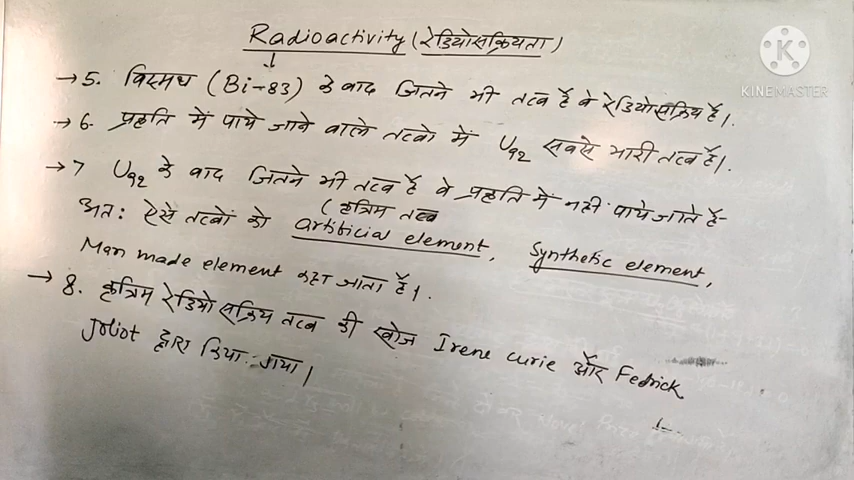 Radioactivity (रेडियोसक्रियता)
KINEMASTER
→5. विस्मथ (Bi-83) के बाद जितने भी तत्व हैं वे रेडियोसक्रिय हैं।
→6. प्रकृति में पाये जाने वाले तत्वो में U92 सबसे भारी तत्व है।
→7 U92 के बाद जितने भी तत्व हैं वे प्रकृति में नहीं पाये जाते हैं-
(कृत्रिम तत्व
अतः ऐसे तत्वों को artificial element, Synthetic element,
Man made element कहा जाता हैं।
→8. कृत्रिम रेडियो सक्रिय तत्व की खोज Irene curie और Fedrick
Joliot द्वारा किया गया।